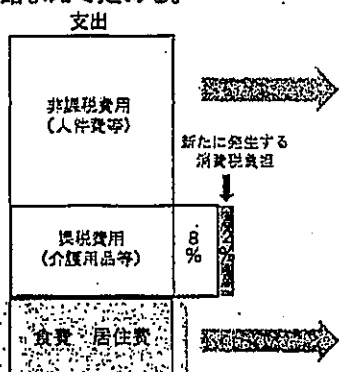 支出
非課税費用
（人件費等）
新たに発生する
消費税負担
課税費用
（介護用品等）
8
%
2
%
食費 居住費